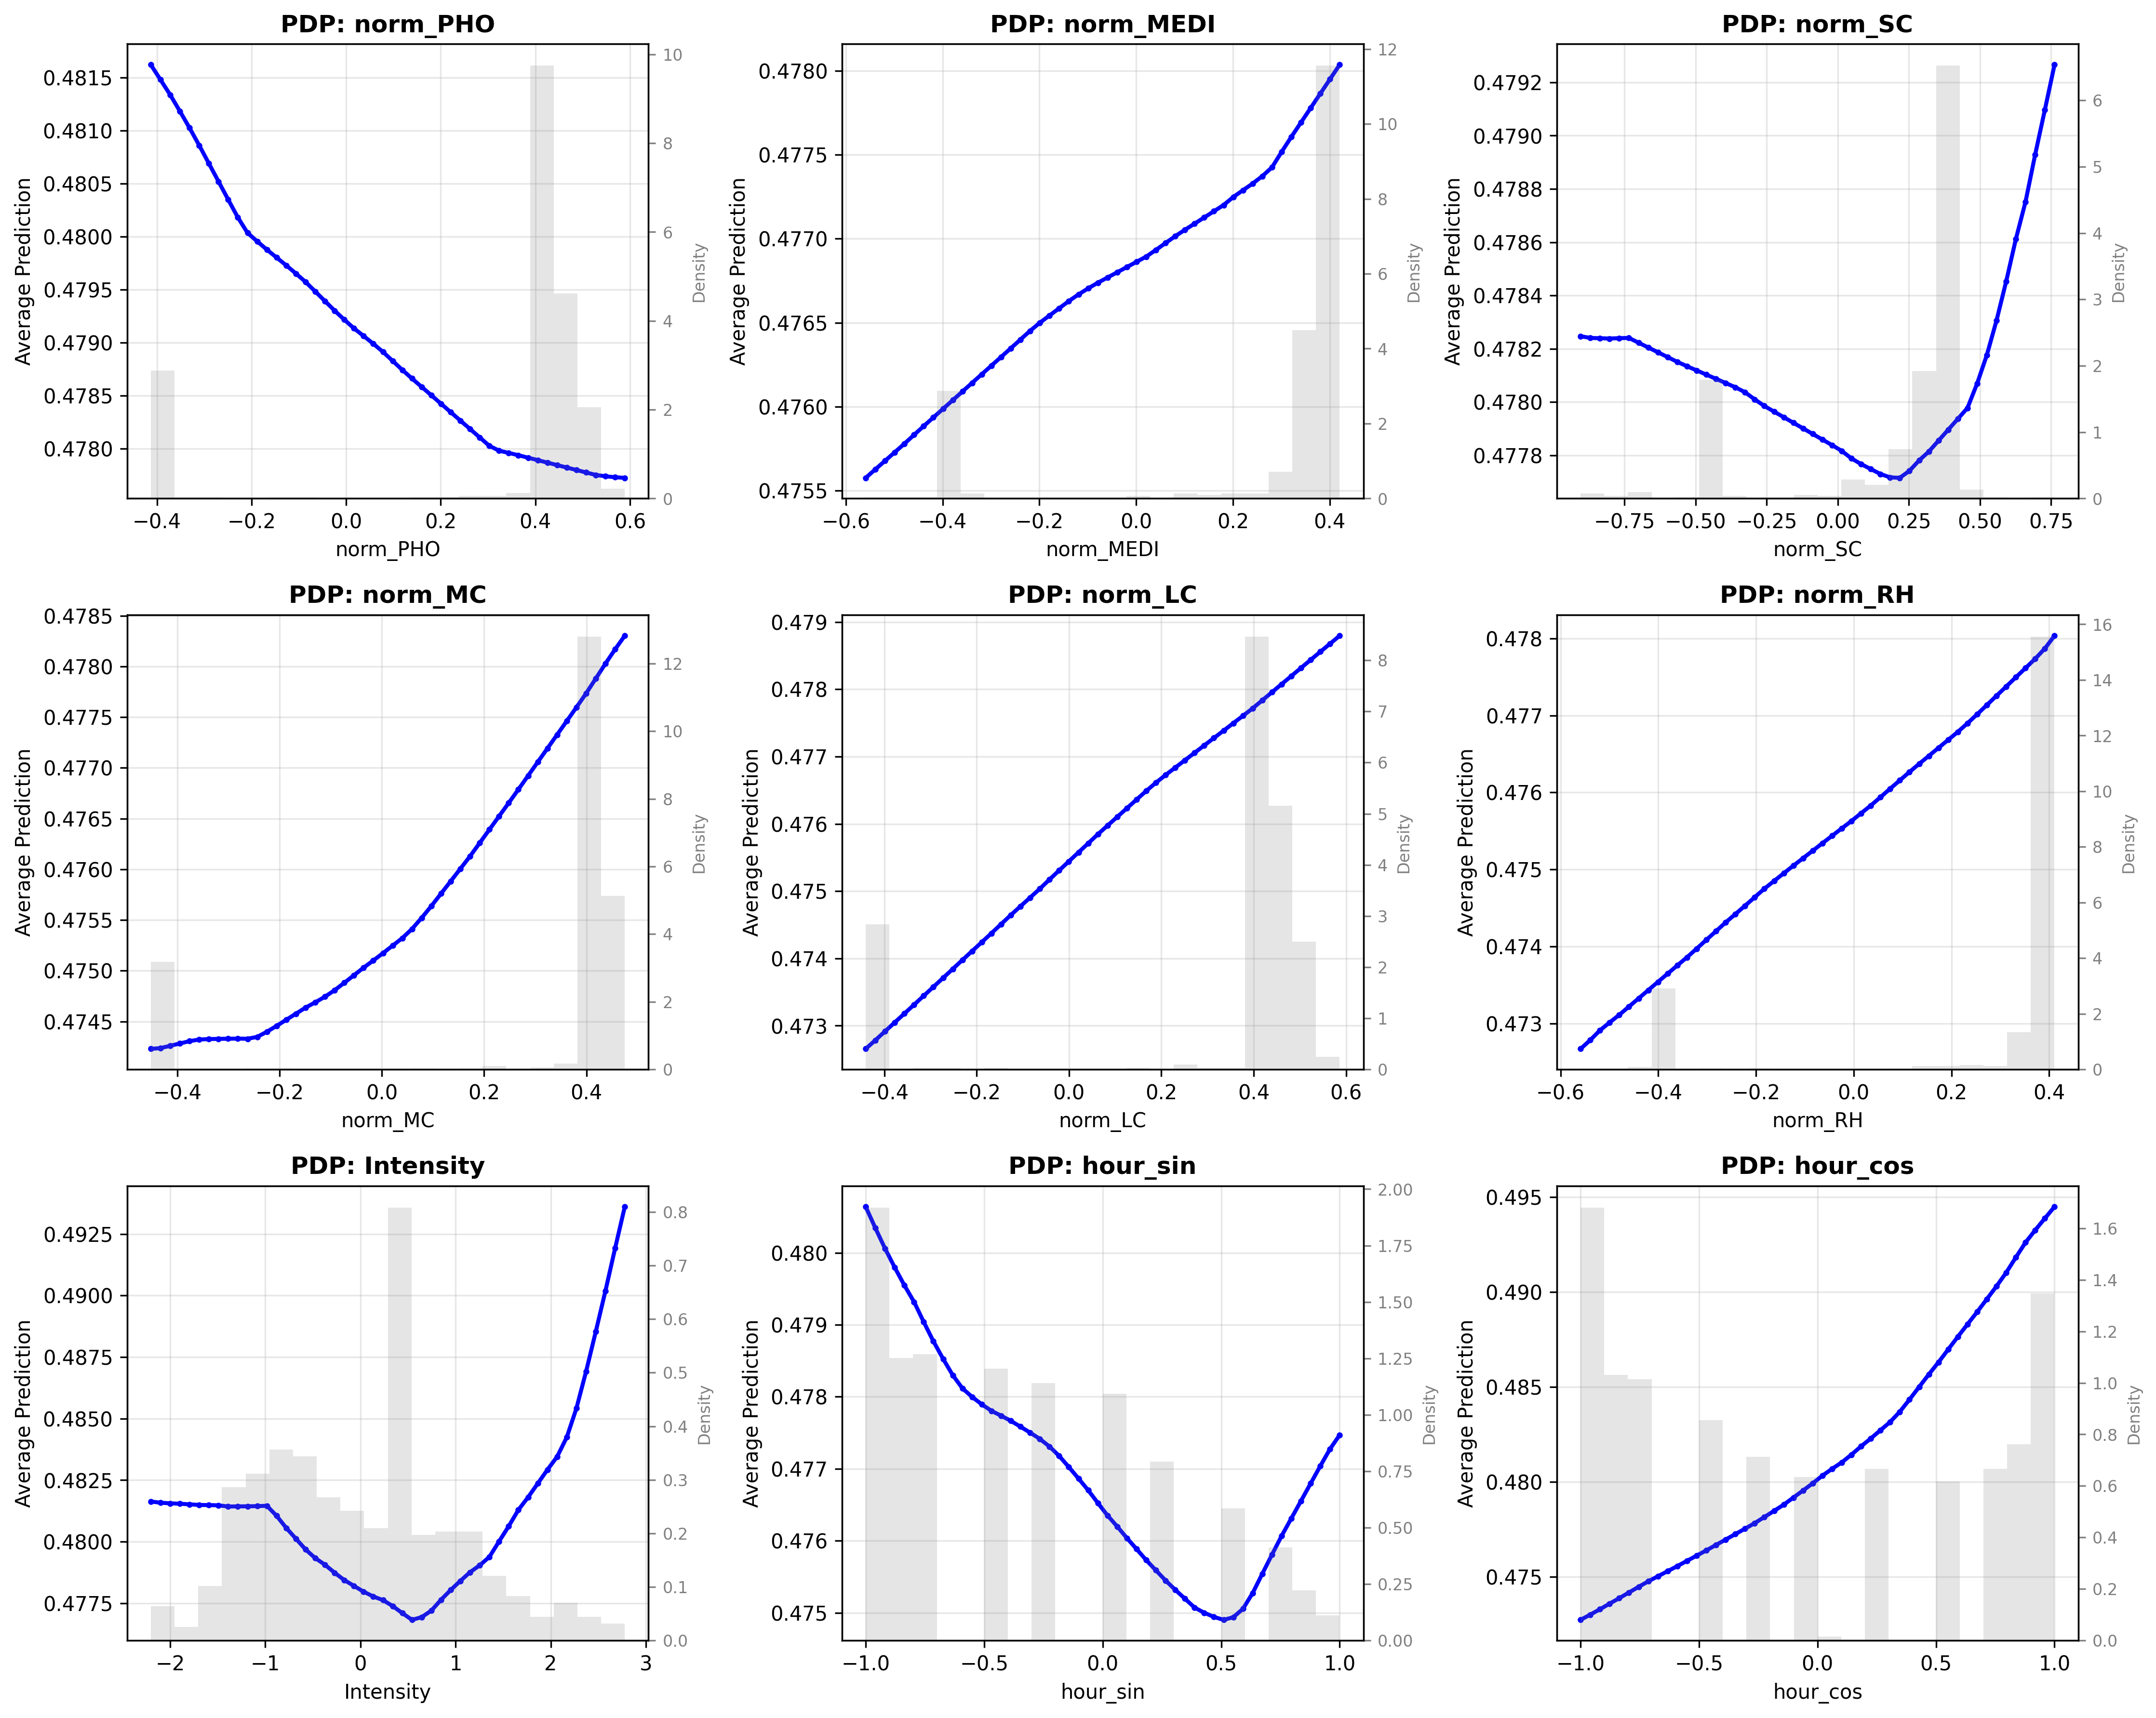 PDP: norm_PHO
0.4815
0.4810
0.4805
0.4800
0.4795
0.4790
0.4785
0.4780
Average Prediction
10
8
6
4
2
0
Density
−0.4 −0.2 0.0 0.2 0.4 0.6
norm_PHO
PDP: norm_MEDI
0.4780
0.4775
0.4770
0.4765
0.4760
0.4755
Average Prediction
12
10
8
6
4
2
0
Density
−0.6 −0.4 −0.2 0.0 0.2 0.4
norm_MEDI
PDP: norm_SC
0.4792
0.4790
0.4788
0.4786
0.4784
0.4782
0.4780
0.4778
Average Prediction
6
5
4
3
2
1
0
Density
−0.75 −0.50 −0.25 0.00 0.25 0.50 0.75
norm_SC
PDP: norm_MC
0.4785
0.4780
0.4775
0.4770
0.4765
0.4760
0.4755
0.4750
0.4745
Average Prediction
12
10
8
6
4
2
0
Density
−0.4 −0.2 0.0 0.2 0.4
norm_MC
PDP: norm_LC
0.479
0.478
0.477
0.476
0.475
0.474
0.473
Average Prediction
8
7
6
5
4
3
2
1
0
Density
−0.4 −0.2 0.0 0.2 0.4 0.6
norm_LC
PDP: norm_RH
0.478
0.477
0.476
0.475
0.474
0.473
Average Prediction
16
14
12
10
8
6
4
2
0
Density
−0.6 −0.4 −0.2 0.0 0.2 0.4
norm_RH
PDP: Intensity
0.4925
0.4900
0.4875
0.4850
0.4825
0.4800
0.4775
Average Prediction
0.8
0.7
0.6
0.5
0.4
0.3
0.2
0.1
0.0
Density
−2 −1 0 1 2 3
Intensity
PDP: hour_sin
0.480
0.479
0.478
0.477
0.476
0.475
Average Prediction
2.00
1.75
1.50
1.25
1.00
0.75
0.50
0.25
0.00
Density
−1.0 −0.5 0.0 0.5 1.0
hour_sin
PDP: hour_cos
0.495
0.490
0.485
0.480
0.475
Average Prediction
1.6
1.4
1.2
1.0
0.8
0.6
0.4
0.2
0.0
Density
−1.0 −0.5 0.0 0.5 1.0
hour_cos